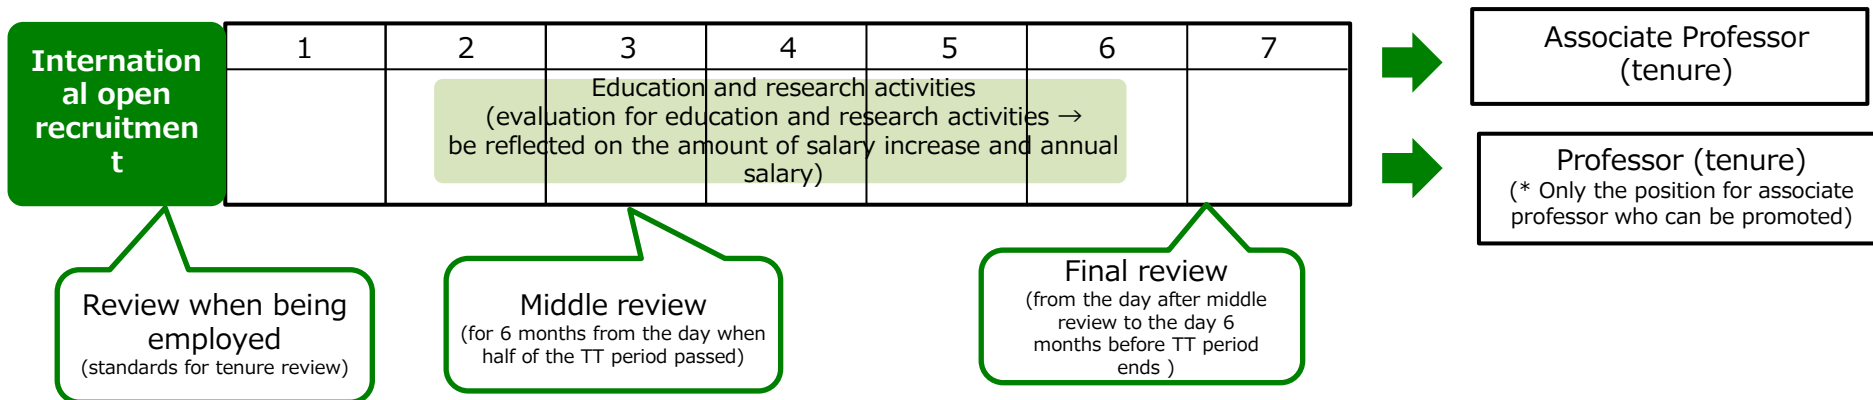 Internation
al open
recruitmen
t
1 2 3 4 5 6 7
Education and research activities
(evaluation for education and research activities →
be reflected on the amount of salary increase and annual
salary)
Associate Professor
(tenure)
Professor (tenure)
(* Only the position for associate
professor who can be promoted)
Review when being
employed
(standards for tenure review)
Middle review
(for 6 months from the day when
half of the TT period passed)
Final review
(from the day after middle
review to the day 6
months before TT period
ends )